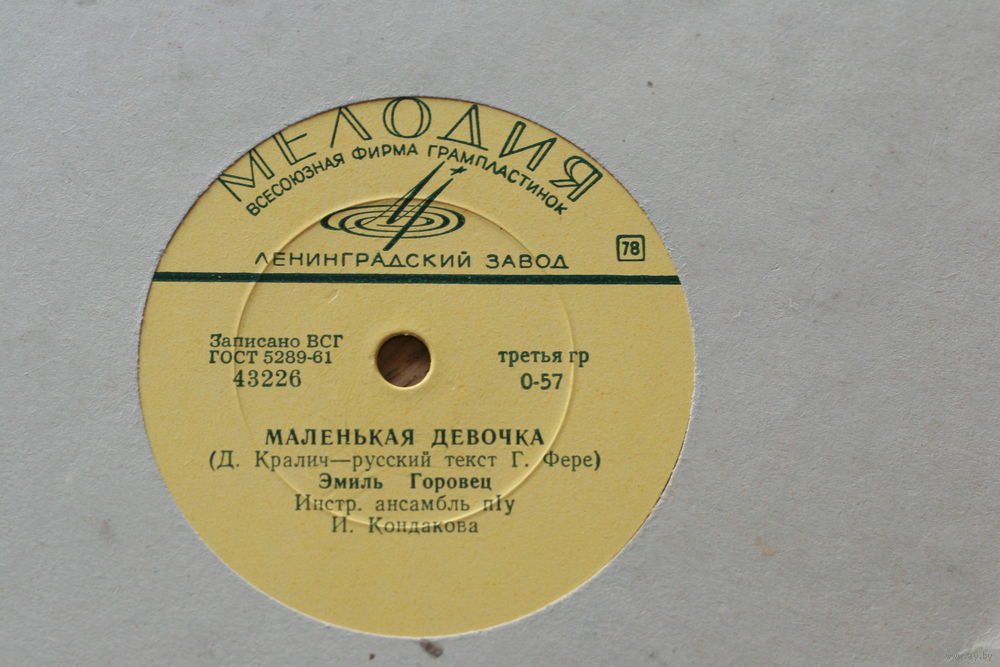 МЕЛОДИЯ
ВСЕСОЮЗНАЯ ФИРМА ГРАМПЛАСТИНОК
ЛЕНИНГРАДСКИЙ ЗАВОД
78
Записано ВСГ
ГОСТ 5289-61
43226
третья гр
0-57
МАЛЕНЬКАЯ ДЕВОЧКА
(Д. Кралич—русский текст Г. Фере)
Эмиль Горовец
Инстр. ансамбль пIу
И. Кондакова